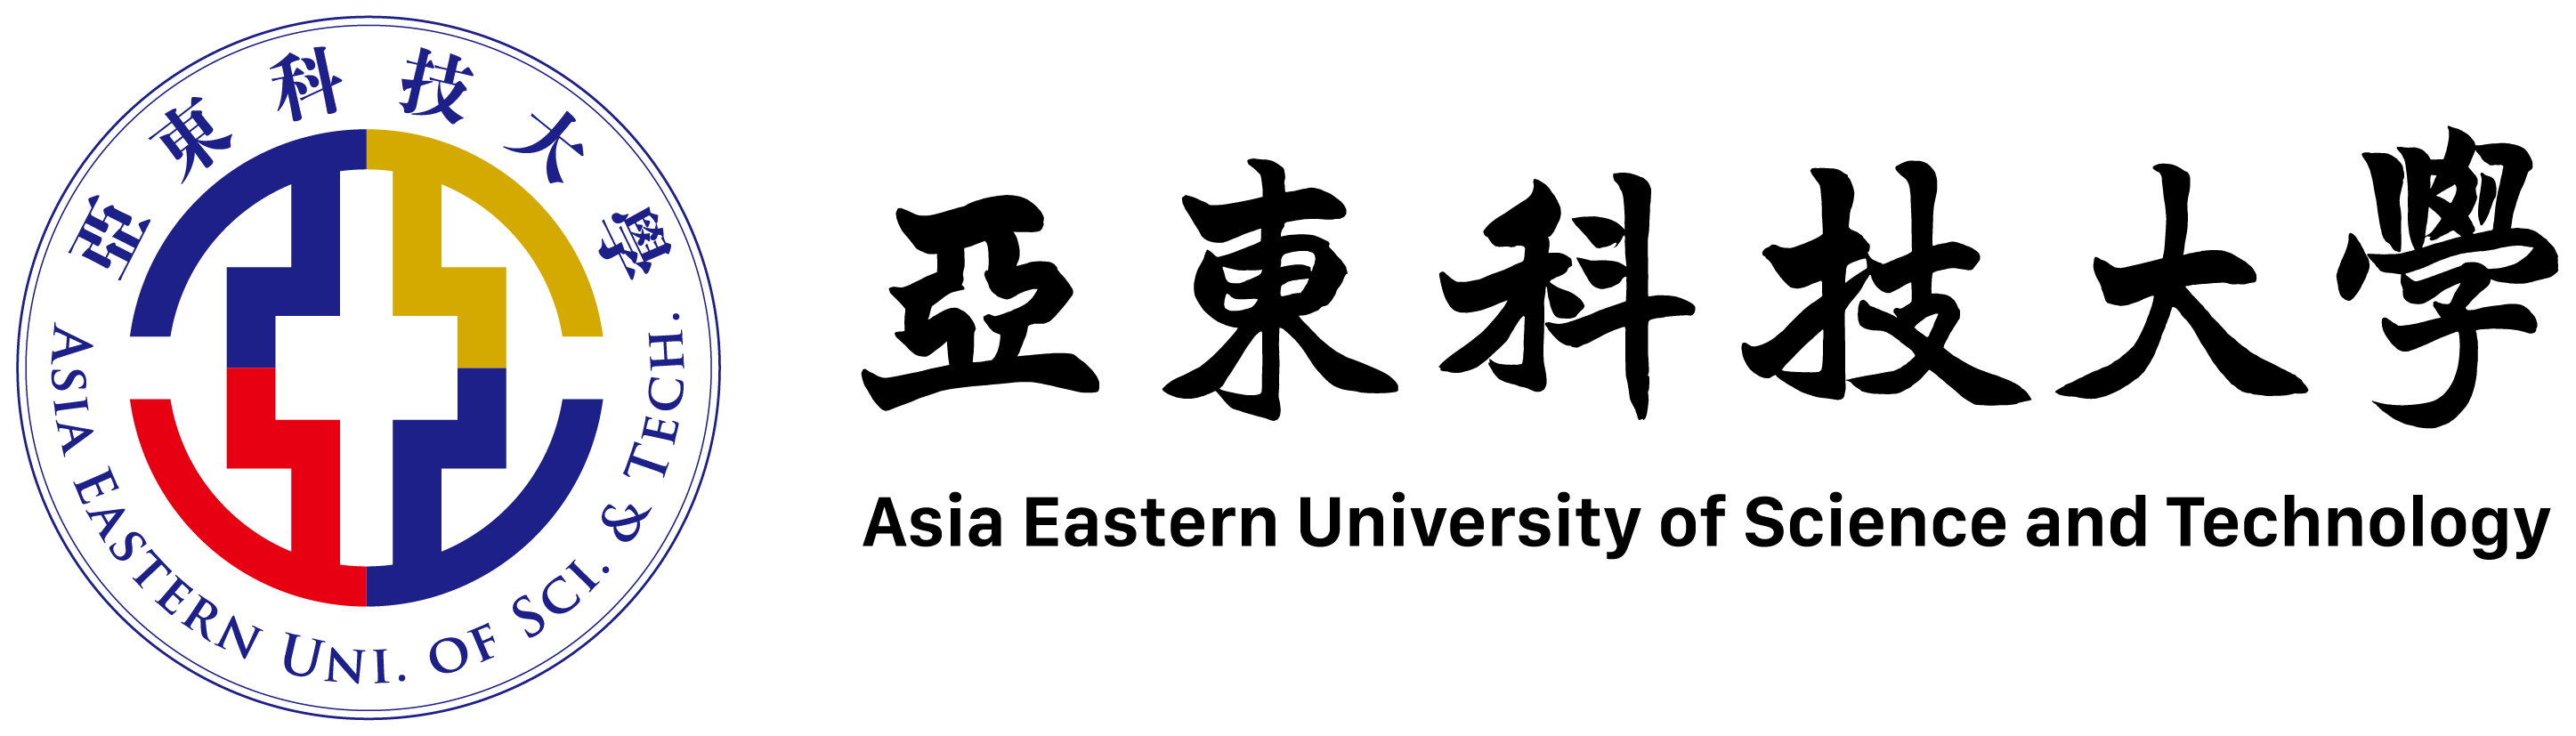 亞東科技大學
ASIA EASTERN UNI. OF SCI. & TECH.
亞東科技大學
Asia Eastern University of Science and Technology